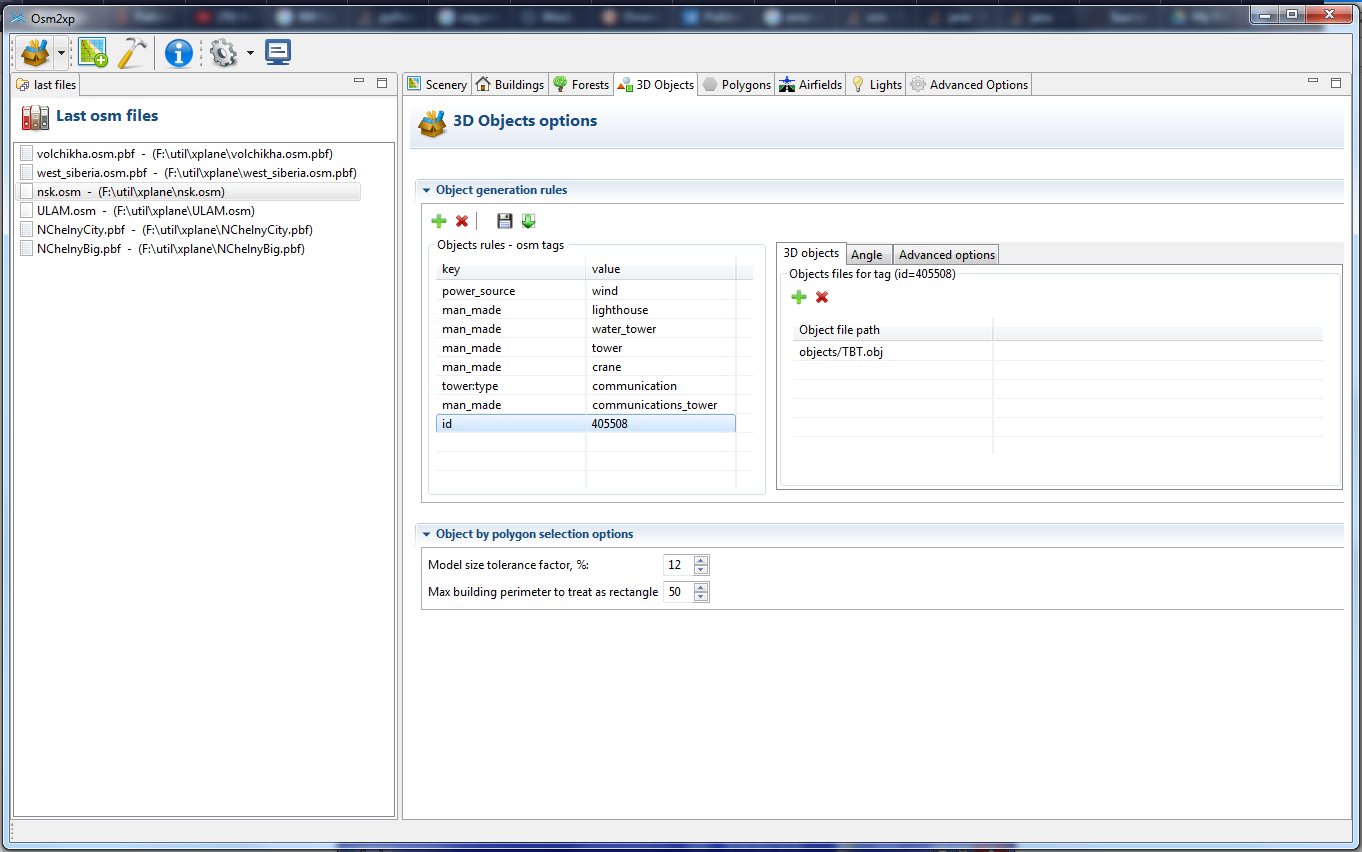 Osm2xp
last files
Last osm files
volchikha.osm.pbf - (F:\util\xplane\volchikha.osm.pbf)
west_siberia.osm.pbf - (F:\util\xplane\west_siberia.osm.pbf)
nsk.osm - (F:\util\xplane\nsk.osm)
ULAM.osm - (F:\util\xplane\ULAM.osm)
NChelnyCity.pbf - (F:\util\xplane\NChelnyCity.pbf)
NChelnyBig.pbf - (F:\util\xplane\NChelnyBig.pbf)
Scenery Buildings Forests 3D Objects Polygons Airfields Lights Advanced Options
3D Objects options
Object generation rules
Objects rules - osm tags
key value
power_source wind
man_made lighthouse
man_made water_tower
man_made tower
man_made crane
tower:type communication
man_made communications_tower
id 405508
3D objects Angle Advanced options
Objects files for tag (id=405508)
Object file path
objects/TBT.obj
Object by polygon selection options
Model size tolerance factor, %: 12
Max building perimeter to treat as rectangle 50